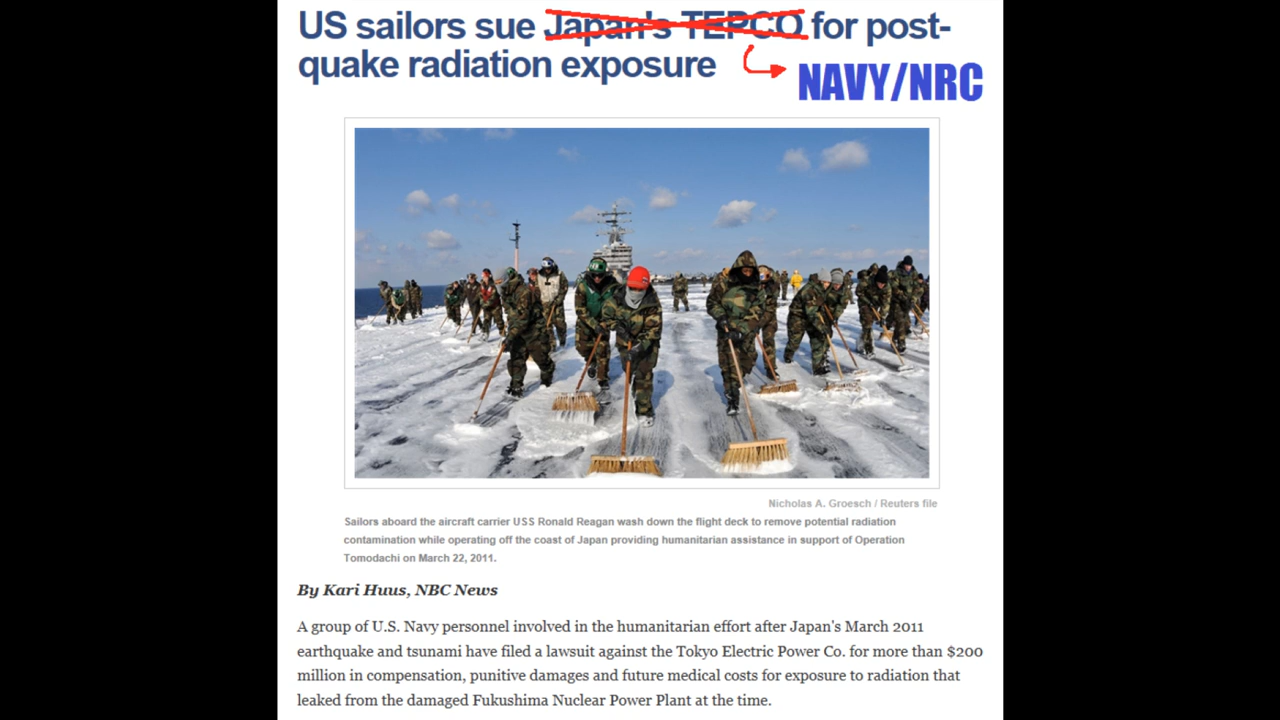 US sailors sue Japan's TEPCO for post-
quake radiation exposure
NAVY/NRC
Nicholas A. Groesch / Reuters file
Sailors aboard the aircraft carrier USS Ronald Reagan wash down the flight deck to remove potential radiation
contamination while operating off the coast of Japan providing humanitarian assistance in support of Operation
Tomodachi on March 22, 2011.
By Kari Huus, NBC News
A group of U.S. Navy personnel involved in the humanitarian effort after Japan's March 2011
earthquake and tsunami have filed a lawsuit against the Tokyo Electric Power Co. for more than $200
million in compensation, punitive damages and future medical costs for exposure to radiation that
leaked from the damaged Fukushima Nuclear Power Plant at the time.